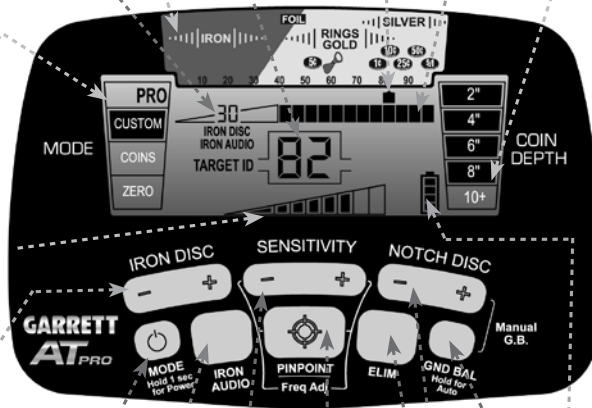 FOIL
IRON
RINGS
GOLD
SILVER
5¢
10¢ 50¢
1¢ 25¢ $1
10 20 30 40 50 60 70 80 90
PRO
CUSTOM
COINS
ZERO
MODE
30
IRON DISC
IRON AUDIO
TARGET ID
82
2"
4"
6"
8"
10+
COIN
DEPTH
IRON DISC
- +
SENSITIVITY
- +
NOTCH DISC
- +
GARRETT
AT PRO
MODE
Hold 1 sec
for Power
IRON
AUDIO
PINPOINT
Freq Adj
ELIM
GND BAL
Hold for
Auto
Manual
G.B.